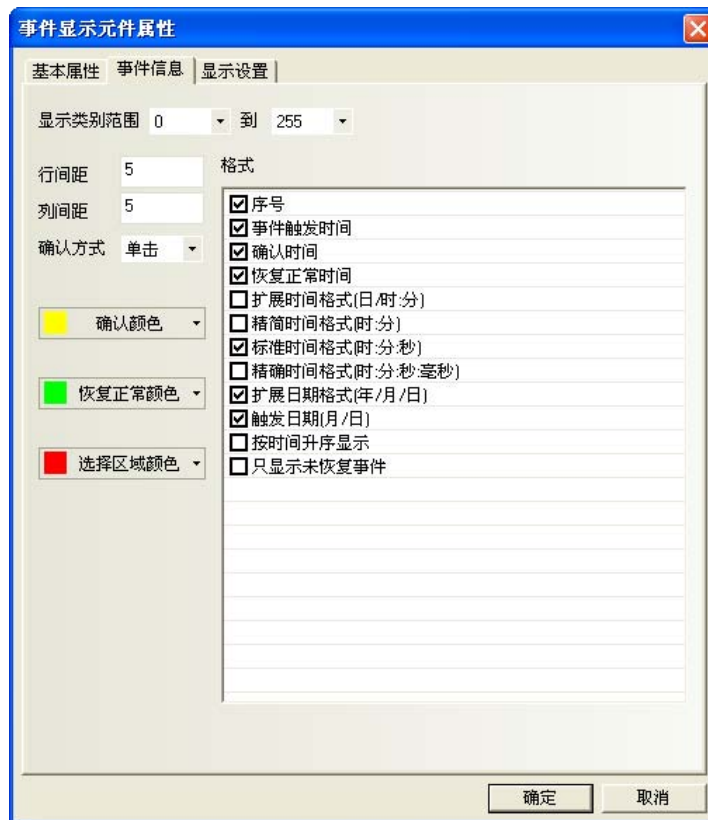 事件显示元件属性
基本属性 事件信息 显示设置
显示类别范围 0 到 255
行间距 5
列间距 5
确认方式 单击
确认颜色
恢复正常颜色
选择区域颜色
格式
序号
事件触发时间
确认时间
恢复正常时间
扩展时间格式(日/时:分)
精简时间格式(时:分)
标准时间格式(时:分:秒)
精确时间格式(时:分:秒:毫秒)
扩展日期格式(年/月/日)
触发日期(月/日)
按时间升序显示
只显示未恢复事件
确定 取消